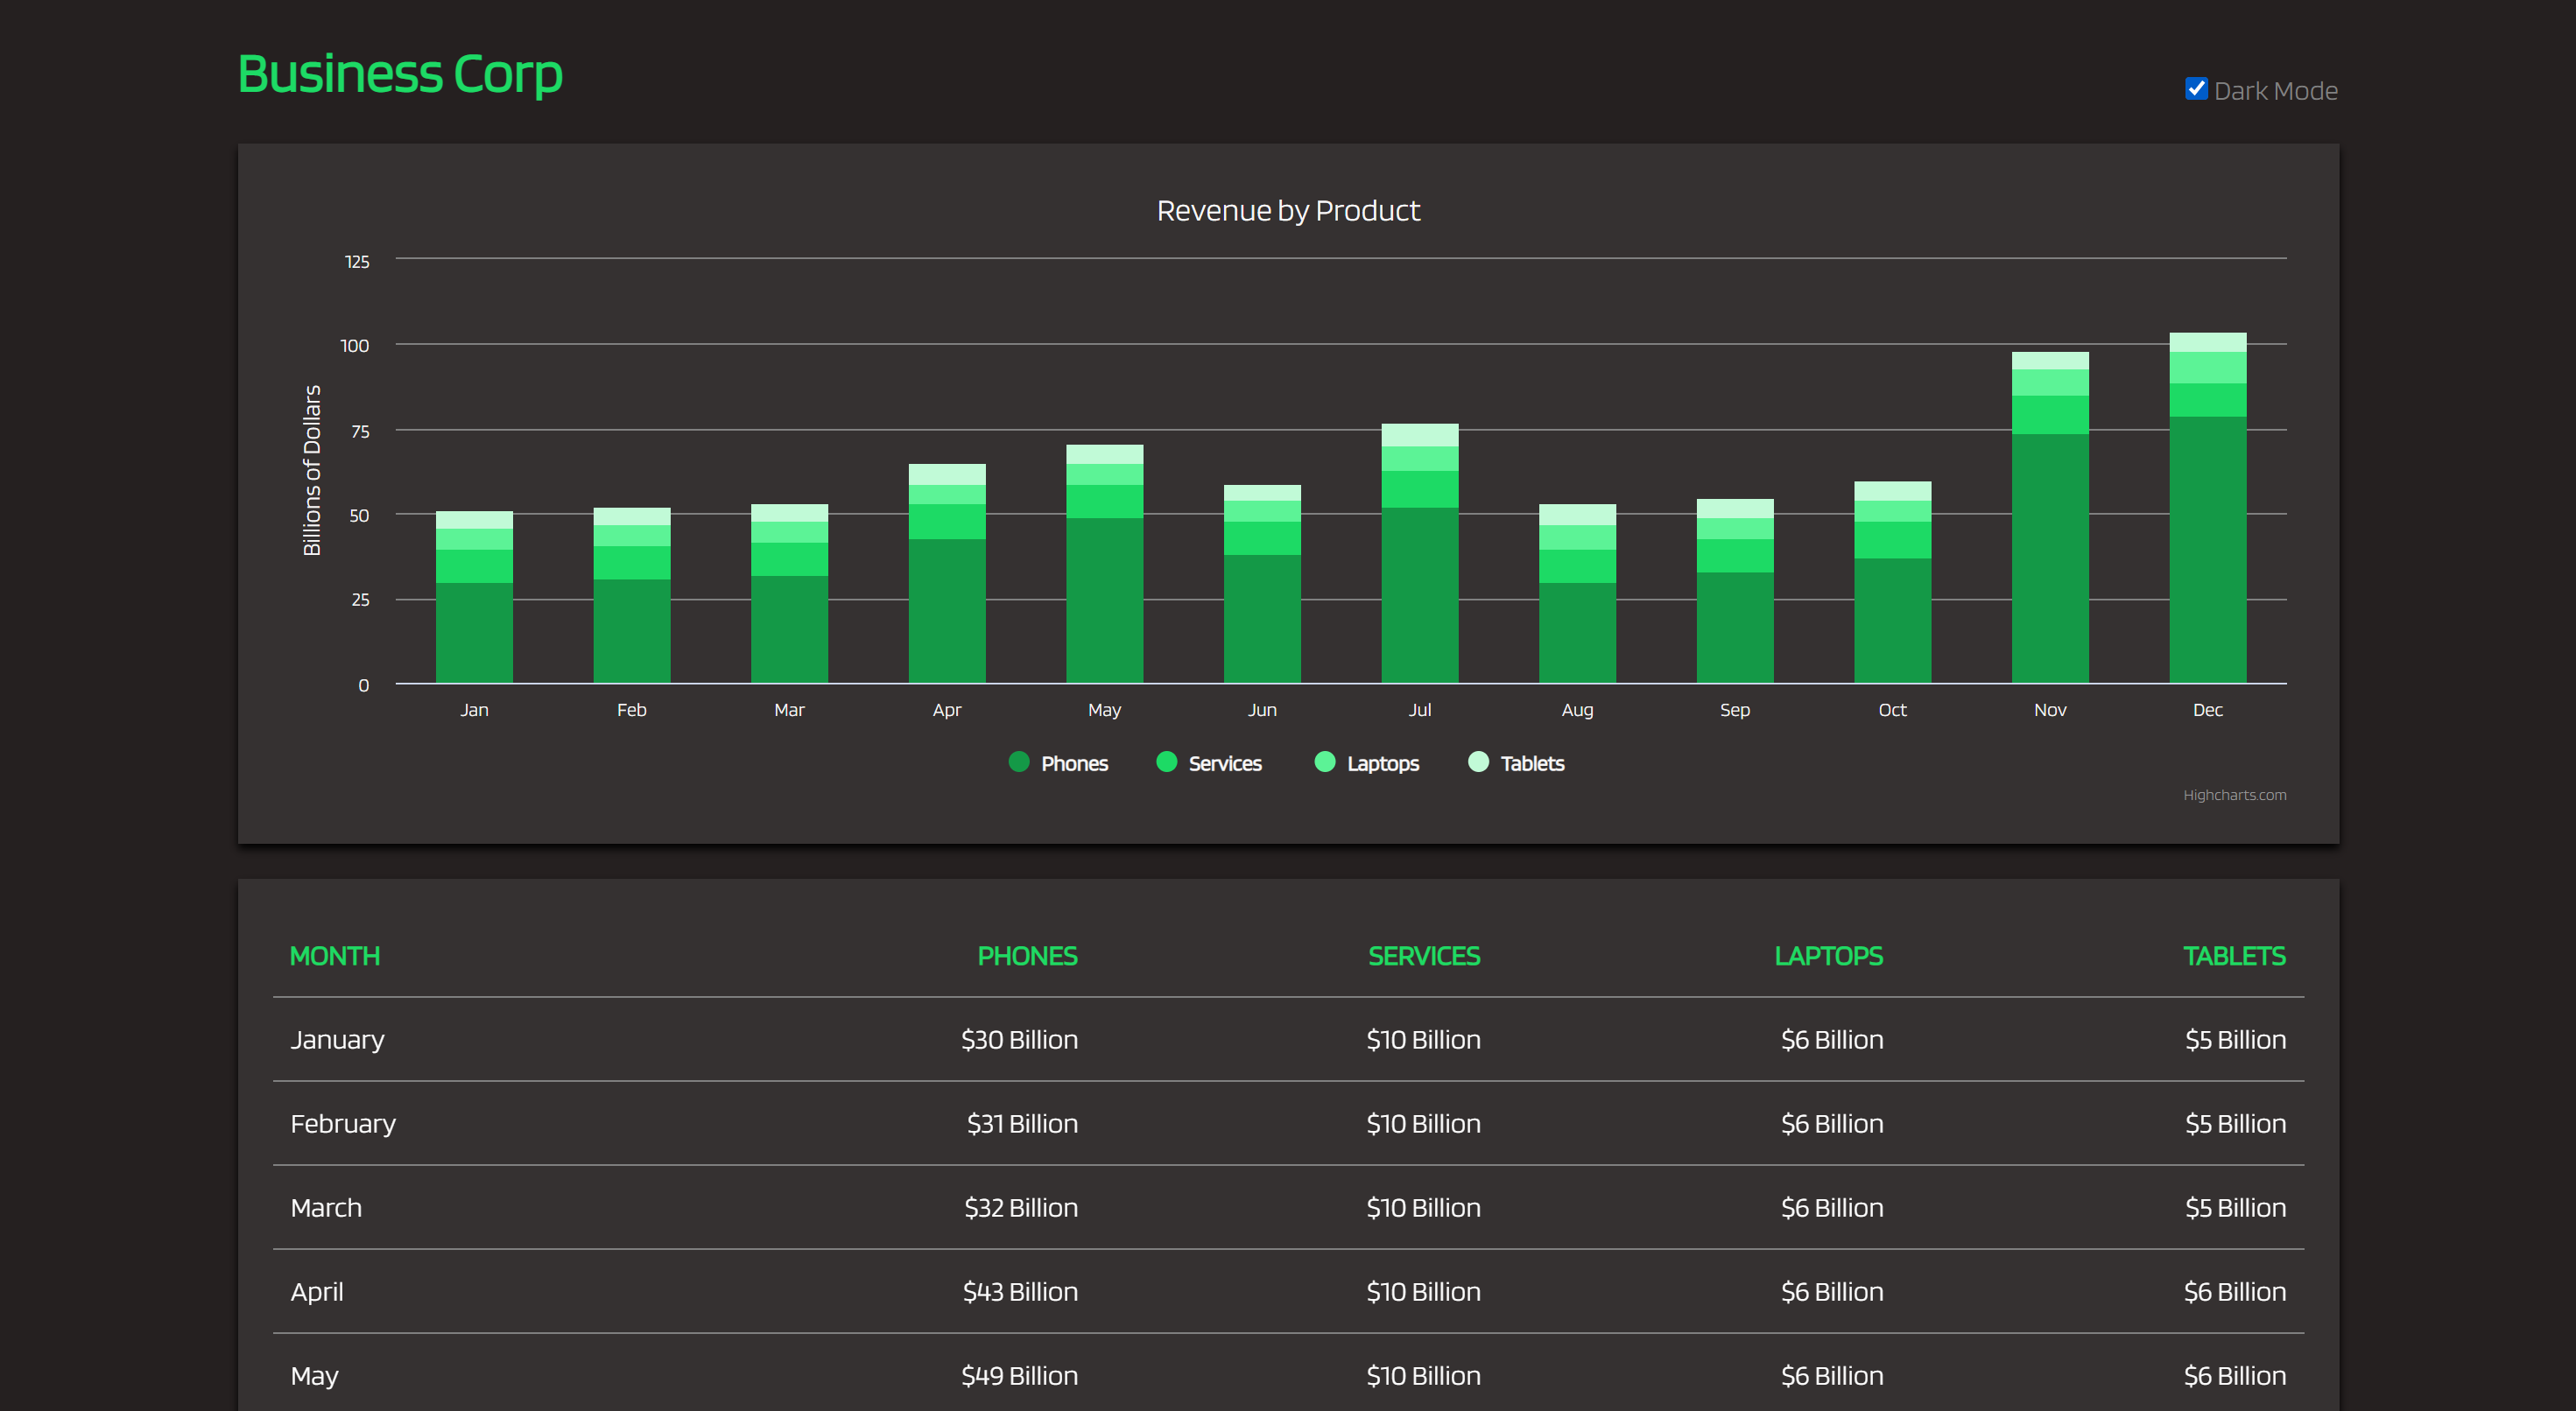 Business Corp
Dark Mode
Revenue by Product
Billions of Dollars
125
100
75
50
25
0
Jan Feb Mar Apr May Jun Jul Aug Sep Oct Nov Dec
Phones Services Laptops Tablets
Highcharts.com
MONTH PHONES SERVICES LAPTOPS TABLETS
January $30 Billion $10 Billion $6 Billion $5 Billion
February $31 Billion $10 Billion $6 Billion $5 Billion
March $32 Billion $10 Billion $6 Billion $5 Billion
April $43 Billion $10 Billion $6 Billion $6 Billion
May $49 Billion $10 Billion $6 Billion $6 Billion